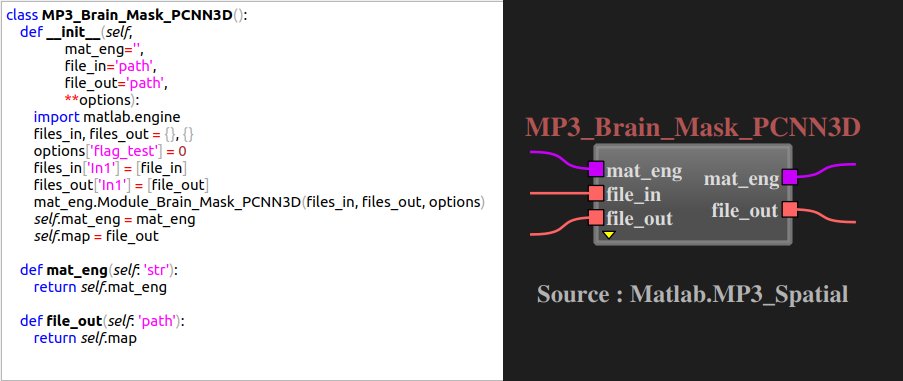 class MP3_Brain_Mask_PCNN3D():
    def __init__(self,
                 mat_eng='',
                 file_in='path',
                 file_out='path',
                 **options):
        import matlab.engine
        files_in, files_out = {}, {}
        options['flag_test'] = 0
        files_in['In1'] = [file_in]
        files_out['In1'] = [file_out]
        mat_eng.Module_Brain_Mask_PCNN3D(files_in, files_out, options)
        self.mat_eng = mat_eng
        self.map = file_out

    def mat_eng(self: 'str'):
        return self.mat_eng

    def file_out(self: 'path'):
        return self.map
MP3_Brain_Mask_PCNN3D
mat_eng
file_in
file_out
mat_eng
file_out
Source : Matlab.MP3_Spatial